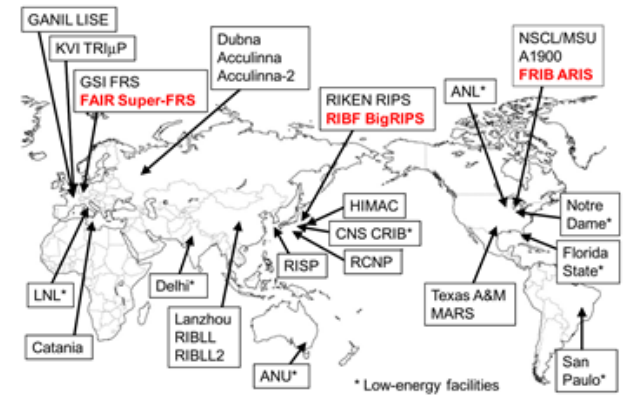 GANIL LISE
KVI TRIμP
GSI FRS
FAIR Super-FRS
Dubna
Acculinna
Acculinna-2
RIKEN RIPS
RIBF BigRIPS
ANL*
NSCL/MSU
A1900
FRIB ARIS
HIMAC
CNS CRIB*
RCNP
RISP
Notre
Dame*
Florida
State*
LNL*
Delhi*
Catania
Lanzhou
RIBLL
RIBLL2
ANU*
Texas A&M
MARS
San
Paulo*
* Low-energy facilities